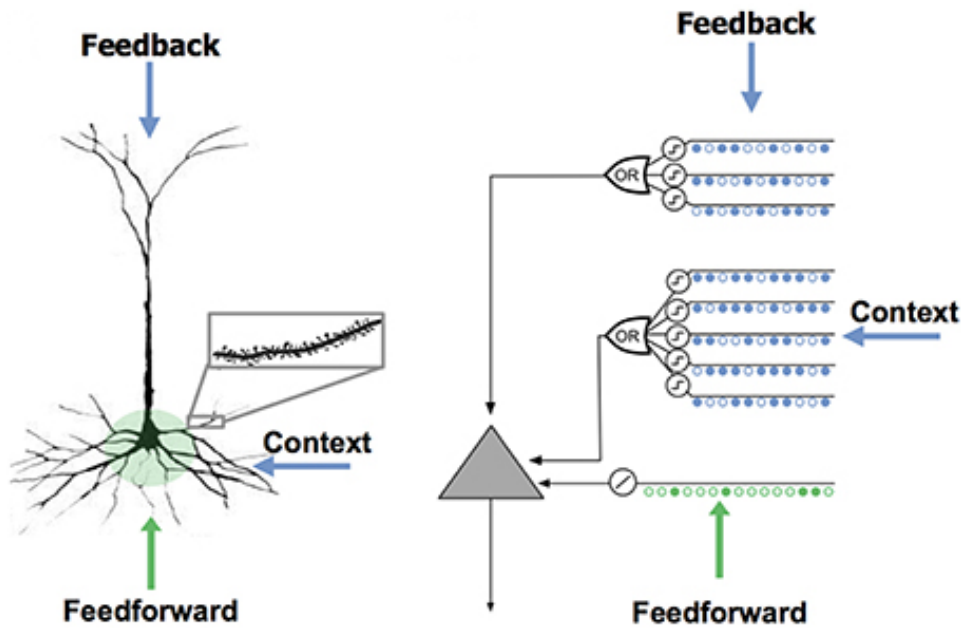 Feedback
Context
Feedforward
Feedback
OR
OR
Context
Feedforward